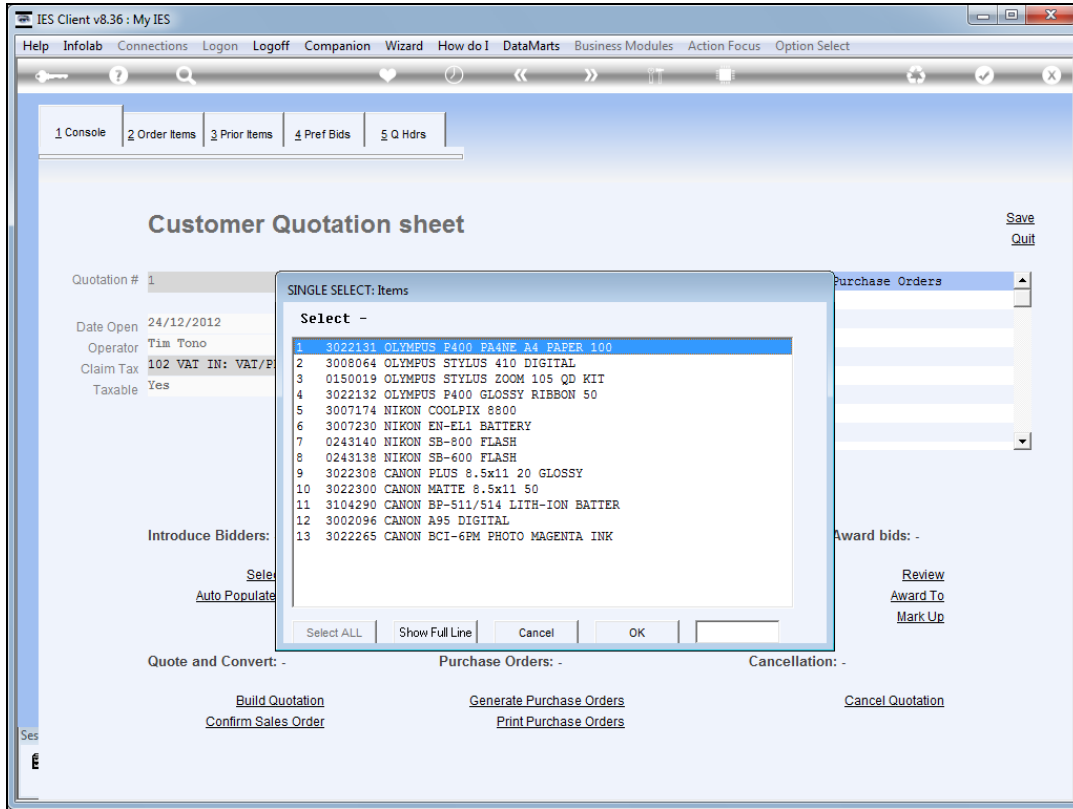 IES Client v8.36 : My IES
Help Infolab Connections Logon Logoff Companion Wizard How do I DataMarts Business Modules Action Focus Option Select
1 Console 2 Order Items 3 Prior Items 4 Pref Bids 5 Q Hdrs
Customer Quotation sheet
Save
Quit
Quotation # 1
Purchase Orders
Date Open 24/12/2012
Operator Tim Tono
Claim Tax 102 VAT IN: VAT/P
Taxable Yes
SINGLE SELECT: Items
Select -
1 3022131 OLYMPUS P400 PA4NE A4 PAPER 100
2 3008064 OLYMPUS STYLUS 410 DIGITAL
3 0150019 OLYMPUS STYLUS ZOOM 105 QD KIT
4 3022132 OLYMPUS P400 GLOSSY RIBBON 50
5 3007174 NIKON COOLPIX 8800
6 3007230 NIKON EN-EL1 BATTERY
7 0243140 NIKON SB-800 FLASH
8 0243138 NIKON SB-600 FLASH
9 3022308 CANON PLUS 8.5x11 20 GLOSSY
10 3022300 CANON MATTE 8.5x11 50
11 3104290 CANON BP-511/514 LITH-ION BATTER
12 3002096 CANON A95 DIGITAL
13 3022265 CANON BCI-6PM PHOTO MAGENTA INK
Select ALL Show Full Line Cancel OK
Introduce Bidders: Award bids: -
Sele Review
Auto Populate Award To
Mark Up
Quote and Convert: - Purchase Orders: - Cancellation: -
Build Quotation Generate Purchase Orders Cancel Quotation
Confirm Sales Order Print Purchase Orders
Ses